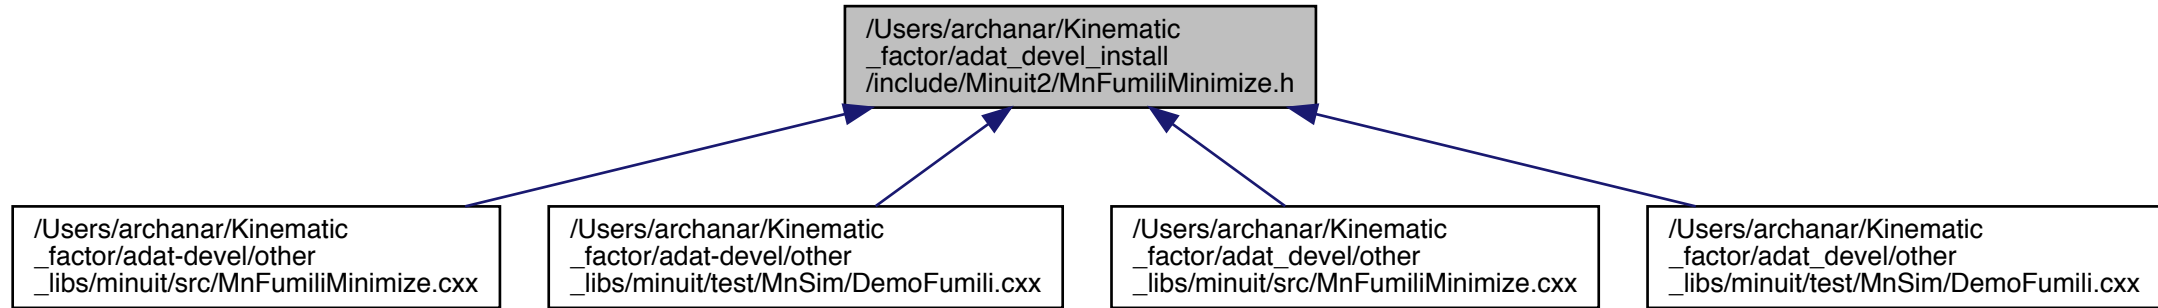 /Users/archanar/Kinematic
_factor/adat_devel_install
/include/Minuit2/MnFumiliMinimize.h
/Users/archanar/Kinematic
_factor/adat-devel/other
_libs/minuit/src/MnFumiliMinimize.cxx
/Users/archanar/Kinematic
_factor/adat-devel/other
_libs/minuit/test/MnSim/DemoFumili.cxx
/Users/archanar/Kinematic
_factor/adat_devel/other
_libs/minuit/src/MnFumiliMinimize.cxx
/Users/archanar/Kinematic
_factor/adat_devel/other
_libs/minuit/test/MnSim/DemoFumili.cxx